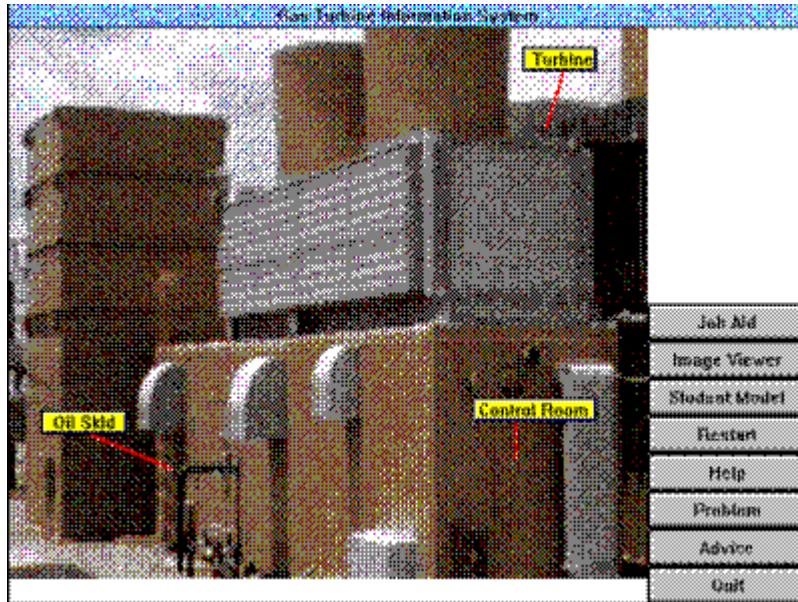 Gas Turbine Information System
Turbine
Oil Skid
Control Room
Job Aid
Image Viewer
Student Model
Restart
Help
Problem
Advice
Quit